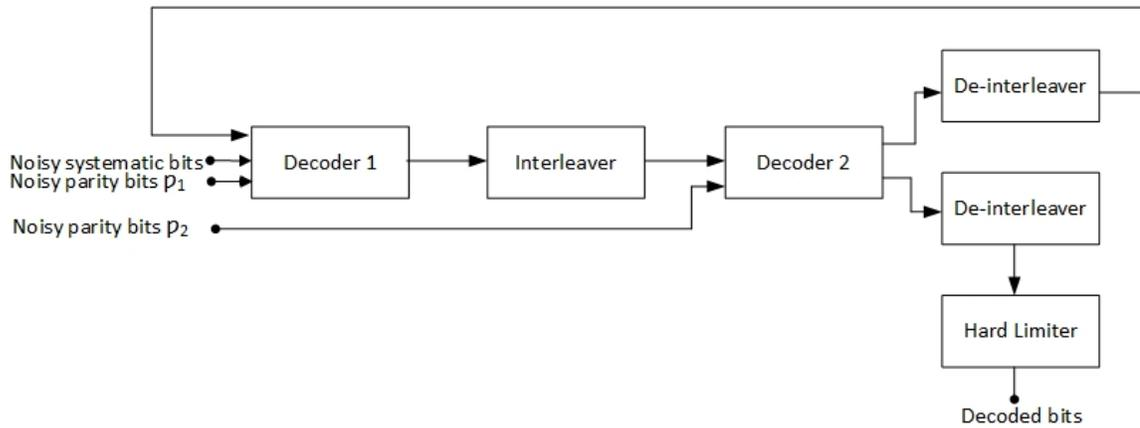 De-interleaver
Noisy systematic bits
Decoder 1
Interleaver
Decoder 2
Noisy parity bits p₁
De-interleaver
Noisy parity bits p₂
Hard Limiter
Decoded bits